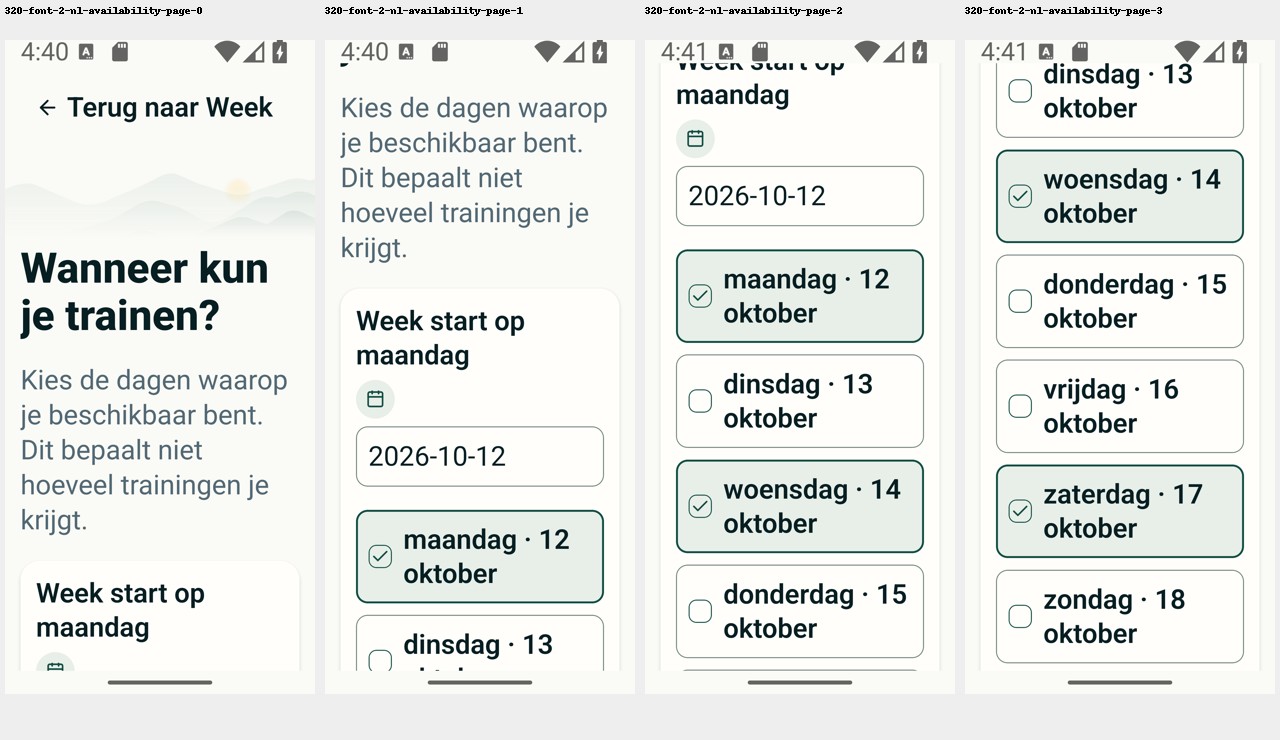 320-font-2-nl-availability-page-0
4:40
Terug naar Week
Wanneer kun
je trainen?
Kies de dagen waarop
je beschikbaar bent.
Dit bepaalt niet
hoeveel trainingen je
krijgt.
Week start op
maandag
320-font-2-nl-availability-page-1
4:40
Kies de dagen waarop
je beschikbaar bent.
Dit bepaalt niet
hoeveel trainingen je
krijgt.
Week start op
maandag
2026-10-12
maandag · 12
oktober
dinsdag · 13
320-font-2-nl-availability-page-2
4:41
Week start op
maandag
2026-10-12
maandag · 12
oktober
dinsdag · 13
oktober
woensdag · 14
oktober
donderdag · 15
oktober
320-font-2-nl-availability-page-3
4:41
dinsdag · 13
oktober
woensdag · 14
oktober
donderdag · 15
oktober
vrijdag · 16
oktober
zaterdag · 17
oktober
zondag · 18
oktober